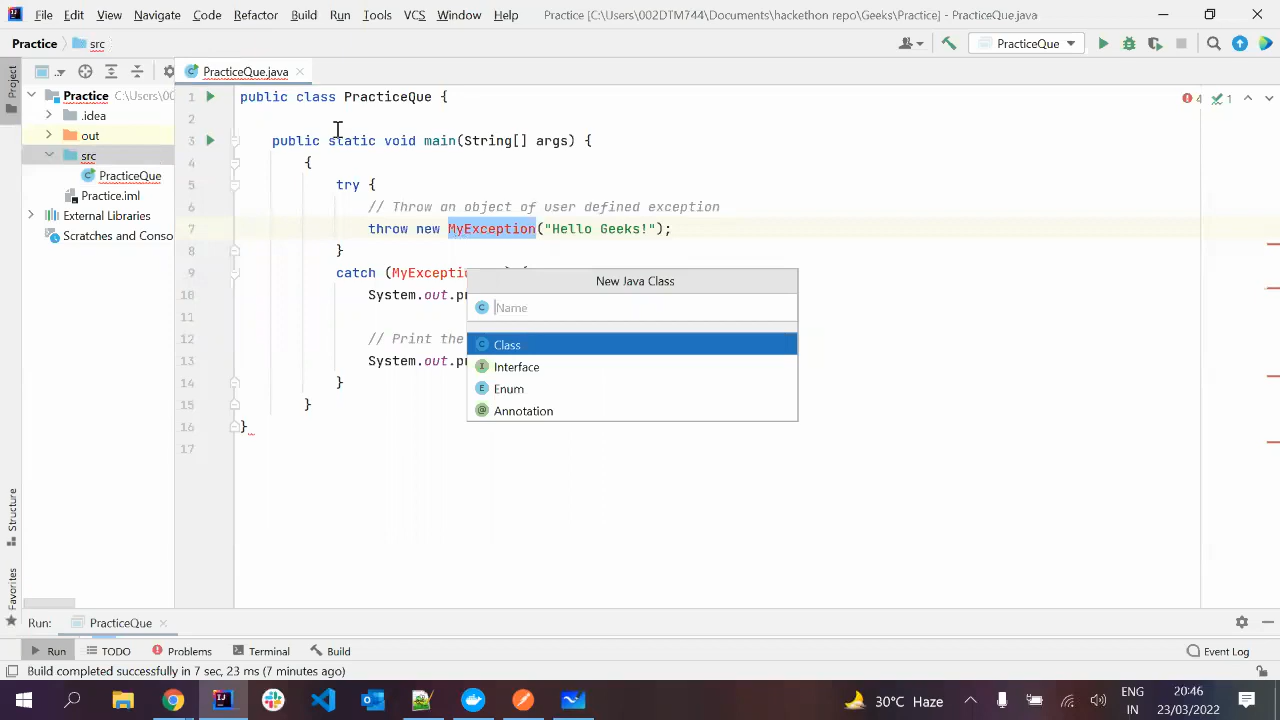 File Edit View Navigate Code Refactor Build Run Tools VCS Window Help Practice [C:\Users\002DTM744\Documents\hackethon repo\Geeks\Practice] - PracticeQue.java
Practice src PracticeQue
Project
PracticeQue.java
Practice C:\Users\00
.idea
out
src
PracticeQue
Practice.iml
External Libraries
Scratches and Conso
4 1
1 public class PracticeQue {
2
3 public static void main(String[] args) {
4 {
5 try {
6 // Throw an object of user defined exception
7 throw new MyException("Hello Geeks!");
8 }
9 catch (MyExceptio
10 System.out.pr
11
12 // Print the
13 System.out.pr
14 }
15 }
16 }
17
New Java Class
Name
Class
Interface
Enum
Annotation
Structure
Favorites
Run: PracticeQue
Run TODO Problems Terminal Build Event Log
Build completed successfully in 7 sec, 23 ms (7 minutes ago)
30°C Haze ENG 20:46
IN 23/03/2022